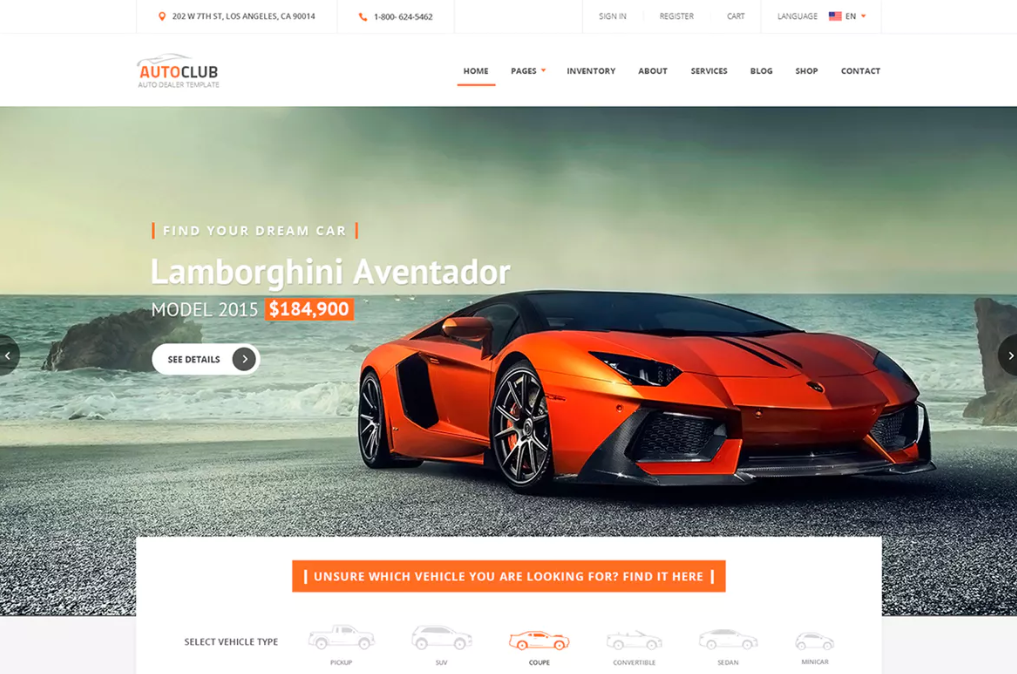 202 W 7TH ST, LOS ANGELES, CA 90014
1-800- 624-5462
SIGN IN
REGISTER
CART
LANGUAGE
EN
AUTOCLUB
AUTO DEALER TEMPLATE
HOME
PAGES
INVENTORY
ABOUT
SERVICES
BLOG
SHOP
CONTACT
FIND YOUR DREAM CAR
Lamborghini Aventador
MODEL 2015 $184,900
SEE DETAILS
UNSURE WHICH VEHICLE YOU ARE LOOKING FOR? FIND IT HERE
SELECT VEHICLE TYPE
PICKUP
SUV
COUPE
CONVERTIBLE
SEDAN
MINICAR